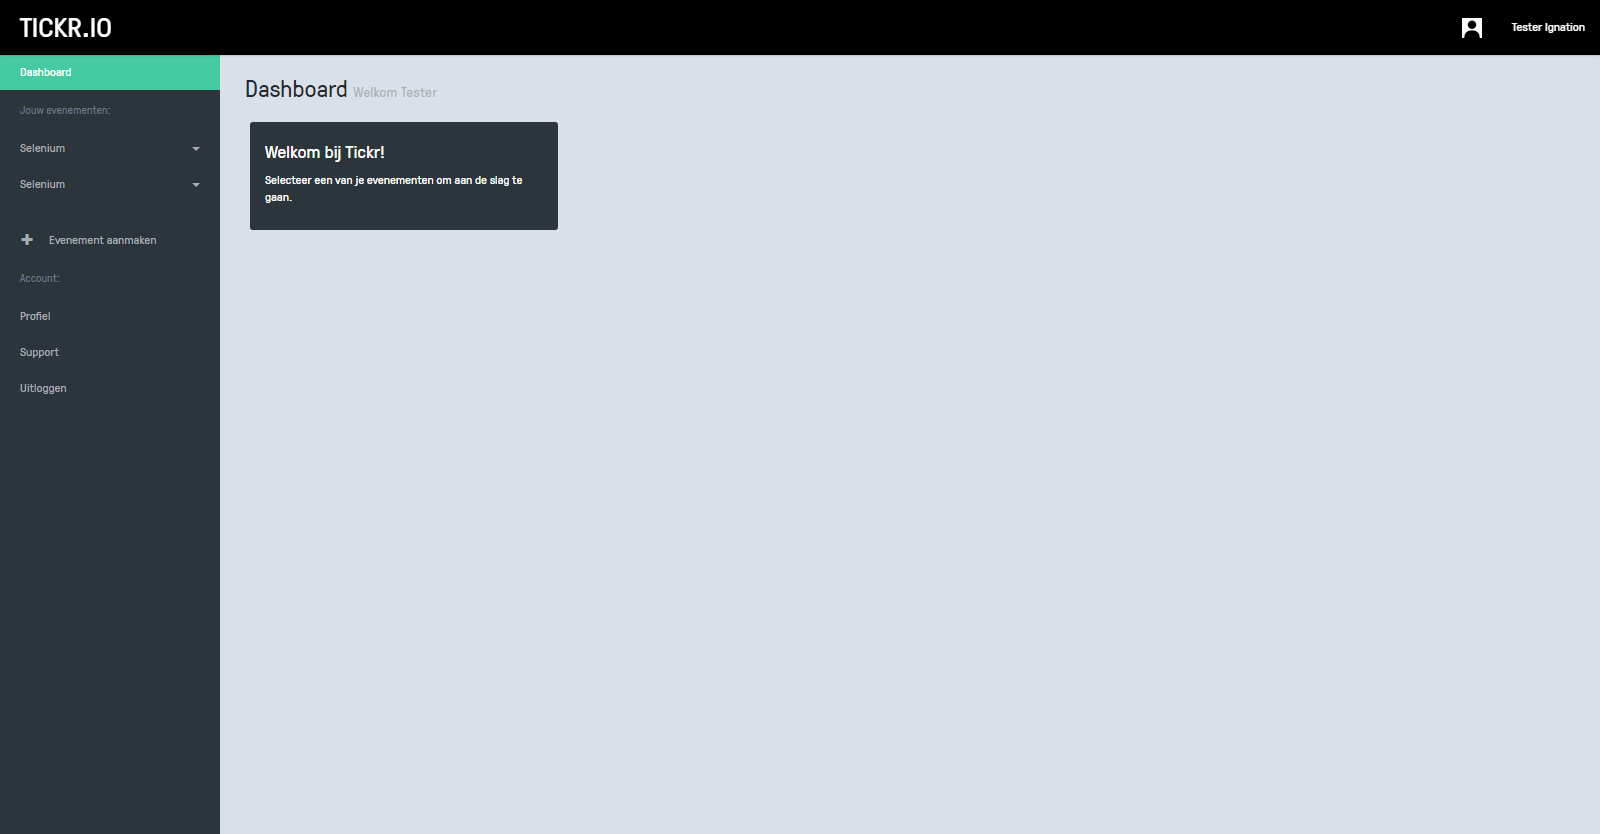 TICKR.IO
Tester Ignation
Dashboard
Jouw evenementen:
Selenium
Selenium
Evenement aanmaken
Account:
Profiel
Support
Uitloggen
Dashboard Welkom Tester
Welkom bij Tickr!
Selecteer een van je evenementen om aan de slag te
gaan.